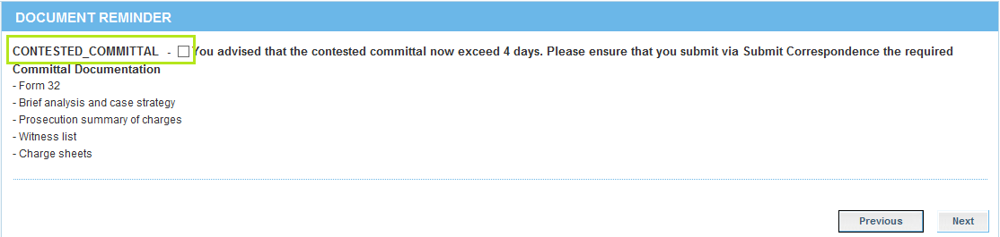 DOCUMENT REMINDER
CONTESTED_COMMITTAL - You advised that the contested committal now exceed 4 days. Please ensure that you submit via Submit Correspondence the required
Committal Documentation
- Form 32
- Brief analysis and case strategy
- Prosecution summary of charges
- Witness list
- Charge sheets
Previous Next